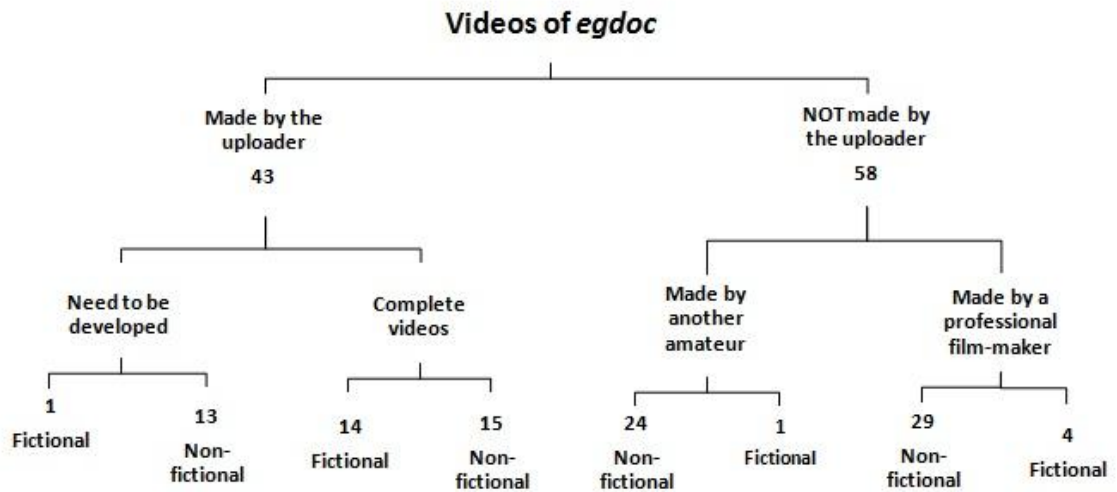 Videos of egdoc
Made by the
uploader
43
NOT made by
the uploader
58
Need to be
developed
Complete
videos
Made by
another
amateur
Made by a
professional
film-maker
1
Fictional
13
Non-
fictional
14
Fictional
15
Non-
fictional
24
Non-
fictional
1
Fictional
29
Non-
fictional
4
Fictional